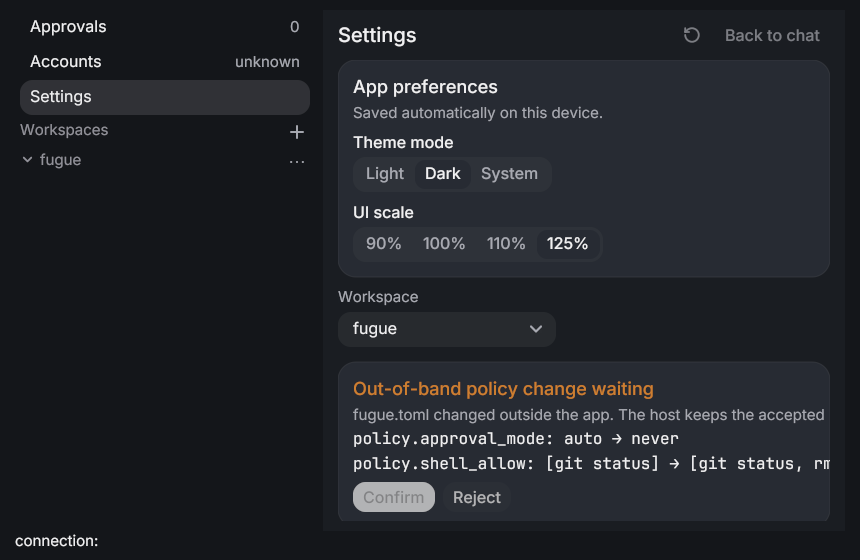 Approvals 0
Accounts unknown
Settings
Workspaces +
fugue ...
Settings Back to chat
App preferences
Saved automatically on this device.
Theme mode
Light Dark System
UI scale
90% 100% 110% 125%
Workspace
fugue
Out-of-band policy change waiting
fugue.toml changed outside the app. The host keeps the accepted
policy.approval_mode: auto → never
policy.shell_allow: [git status] → [git status, rm
Confirm Reject
connection: